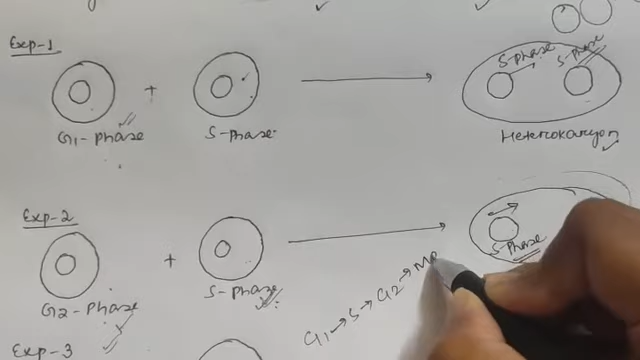 Exp-1
S-phase S-phase
+
G1-phase S-phase
Heterokaryon
Exp-2
+
S-phase
G2-phase S-phase
G1→S→G2→M
Exp-3